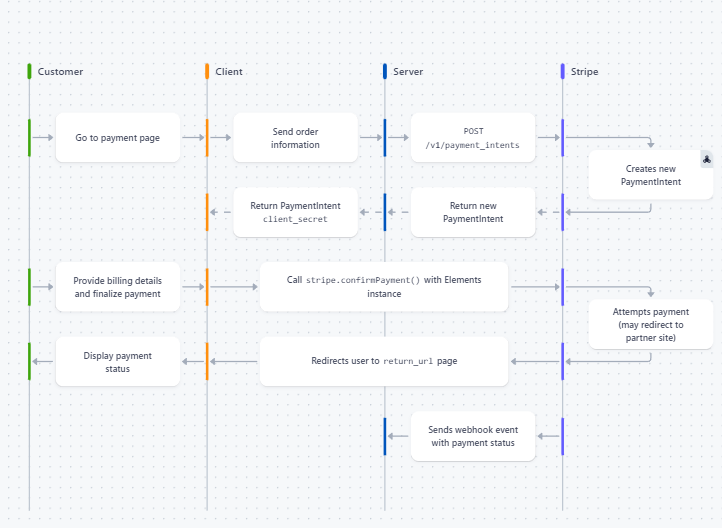 Customer
Client
Server
Stripe
Go to payment page
Send order
information
POST
/v1/payment_intents
Creates new
PaymentIntent
Return PaymentIntent
client_secret
Return new
PaymentIntent
Provide billing details
and finalize payment
Call stripe.confirmPayment() with Elements
instance
Attempts payment
(may redirect to
partner site)
Display payment
status
Redirects user to return_url page
Sends webhook event
with payment status